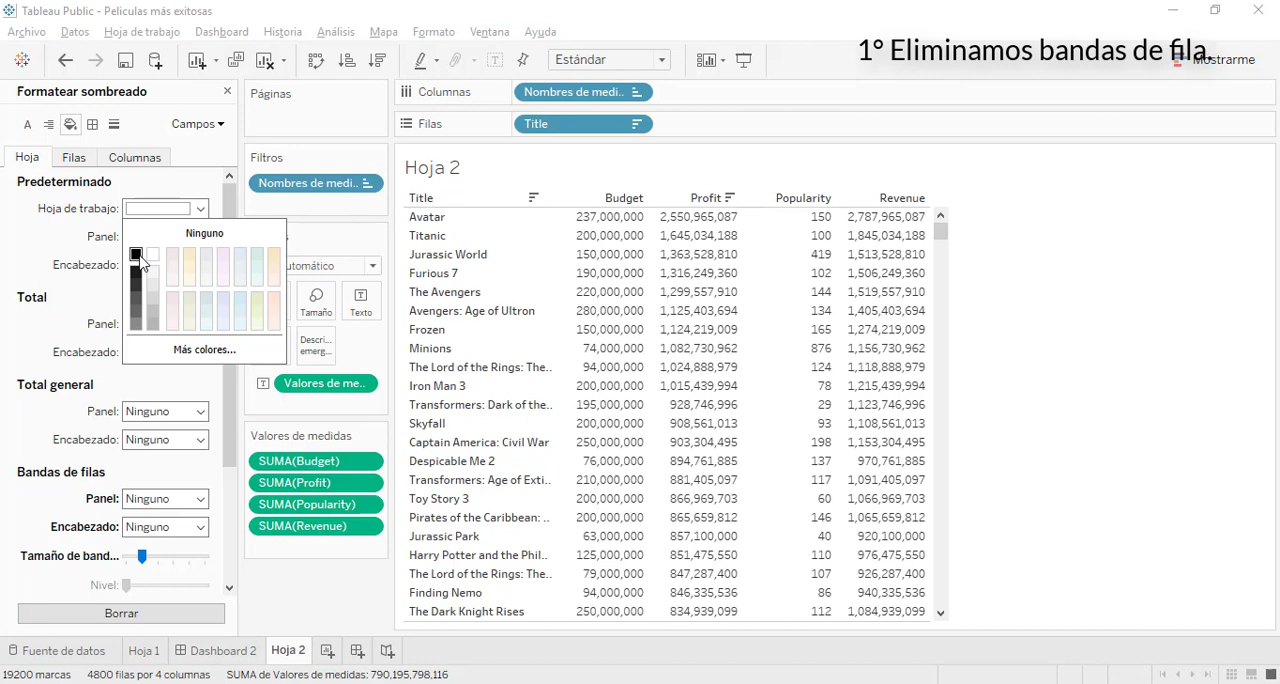 Tableau Public - Peliculas más exitosas
Archivo Datos Hoja de trabajo Dashboard Historia Análisis Mapa Formato Ventana Ayuda
1° Eliminamos bandas de fila.
Estándar
Mostrarme
Formatear sombreado
Campos
Hoja Filas Columnas
Predeterminado
Hoja de trabajo:
Panel:
Ninguno
Encabezado:
Total
Panel:
Más colores...
Encabezado:
Total general
Panel: Ninguno
Encabezado: Ninguno
Bandas de filas
Panel: Ninguno
Encabezado: Ninguno
Tamaño de band...
Nivel:
Borrar
Páginas
Filtros
Nombres de medi..
Tamaño
Texto
Descri...
emerg...
Valores de me..
Valores de medidas
SUMA(Budget)
SUMA(Profit)
SUMA(Popularity)
SUMA(Revenue)
Columnas Nombres de medi..
Filas Title
Hoja 2
Title Budget Profit Popularity Revenue
Avatar 237,000,000 2,550,965,087 150 2,787,965,087
Titanic 200,000,000 1,645,034,188 100 1,845,034,188
Jurassic World 150,000,000 1,363,528,810 419 1,513,528,810
Furious 7 190,000,000 1,316,249,360 102 1,506,249,360
The Avengers 220,000,000 1,299,557,910 144 1,519,557,910
Avengers: Age of Ultron 280,000,000 1,125,403,694 134 1,405,403,694
Frozen 150,000,000 1,124,219,009 165 1,274,219,009
Minions 74,000,000 1,082,730,962 876 1,156,730,962
The Lord of the Rings: The.. 94,000,000 1,024,888,979 124 1,118,888,979
Iron Man 3 200,000,000 1,015,439,994 78 1,215,439,994
Transformers: Dark of the.. 195,000,000 928,746,996 29 1,123,746,996
Skyfall 200,000,000 908,561,013 93 1,108,561,013
Captain America: Civil War 250,000,000 903,304,495 198 1,153,304,495
Despicable Me 2 76,000,000 894,761,885 137 970,761,885
Transformers: Age of Exti.. 210,000,000 881,405,097 117 1,091,405,097
Toy Story 3 200,000,000 866,969,703 60 1,066,969,703
Pirates of the Caribbean: .. 200,000,000 865,659,812 146 1,065,659,812
Jurassic Park 63,000,000 857,100,000 40 920,100,000
Harry Potter and the Phil.. 125,000,000 851,475,550 110 976,475,550
The Lord of the Rings: The.. 79,000,000 847,287,400 107 926,287,400
Finding Nemo 94,000,000 846,335,536 86 940,335,536
The Dark Knight Rises 250,000,000 834,939,099 112 1,084,939,099
Fuente de datos Hoja 1 Dashboard 2 Hoja 2
19200 marcas 4800 filas por 4 columnas SUMA de Valores de medidas: 790,195,798,116